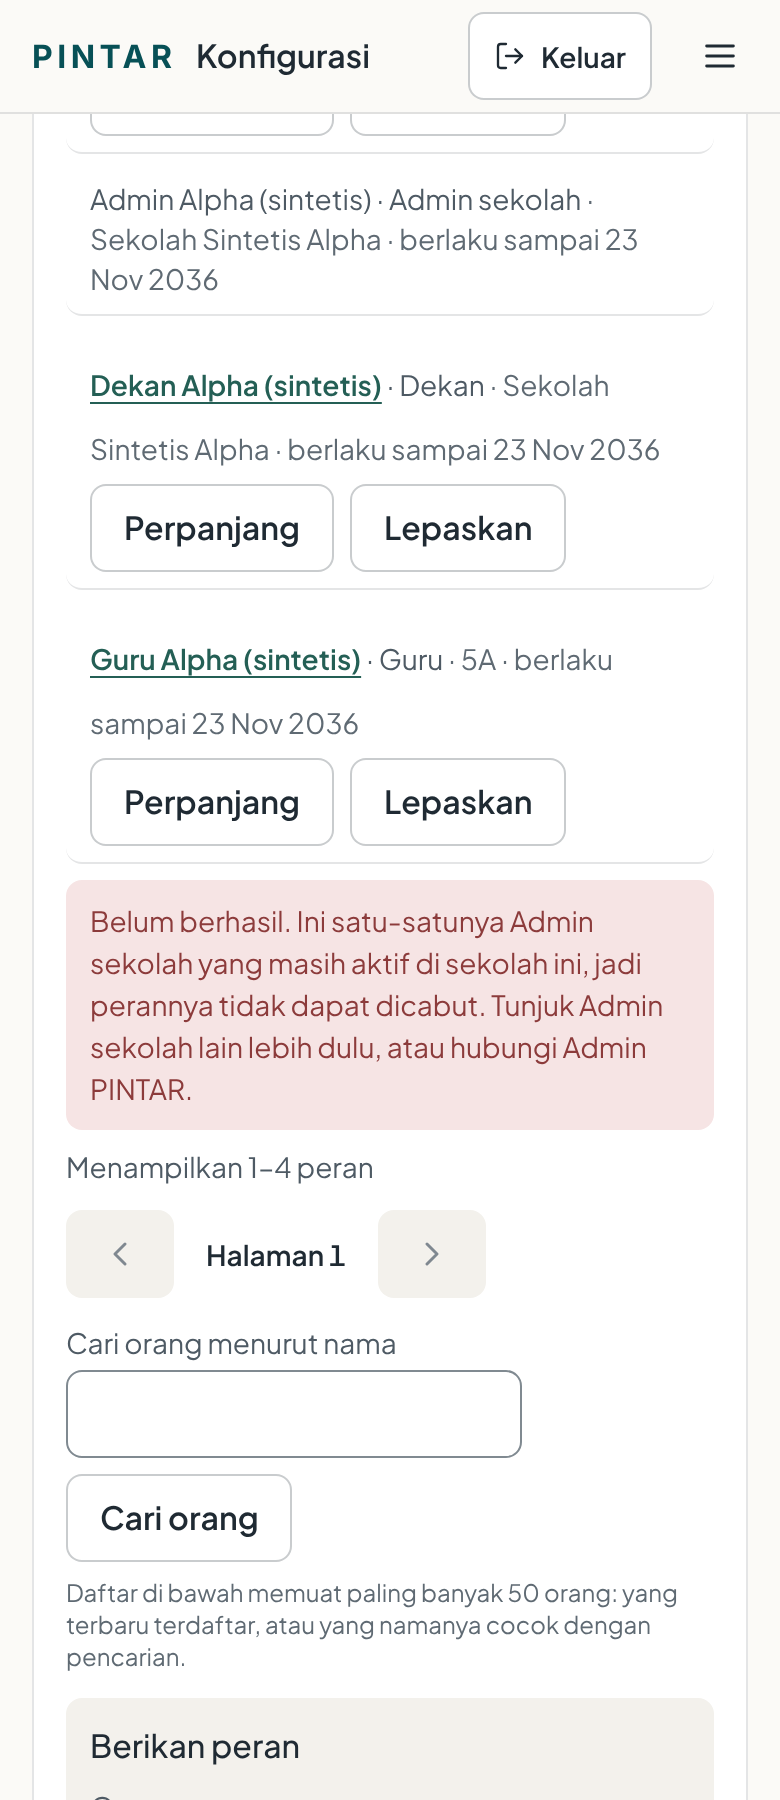 PINTAR Konfigurasi Keluar
Admin Alpha (sintetis) · Admin sekolah ·
Sekolah Sintetis Alpha · berlaku sampai 23
Nov 2036
Dekan Alpha (sintetis) · Dekan · Sekolah
Sintetis Alpha · berlaku sampai 23 Nov 2036
Perpanjang Lepaskan
Guru Alpha (sintetis) · Guru · 5A · berlaku
sampai 23 Nov 2036
Perpanjang Lepaskan
Belum berhasil. Ini satu-satunya Admin
sekolah yang masih aktif di sekolah ini, jadi
perannya tidak dapat dicabut. Tunjuk Admin
sekolah lain lebih dulu, atau hubungi Admin
PINTAR.
Menampilkan 1–4 peran
Halaman 1
Cari orang menurut nama
Cari orang
Daftar di bawah memuat paling banyak 50 orang: yang
terbaru terdaftar, atau yang namanya cocok dengan
pencarian.
Berikan peran